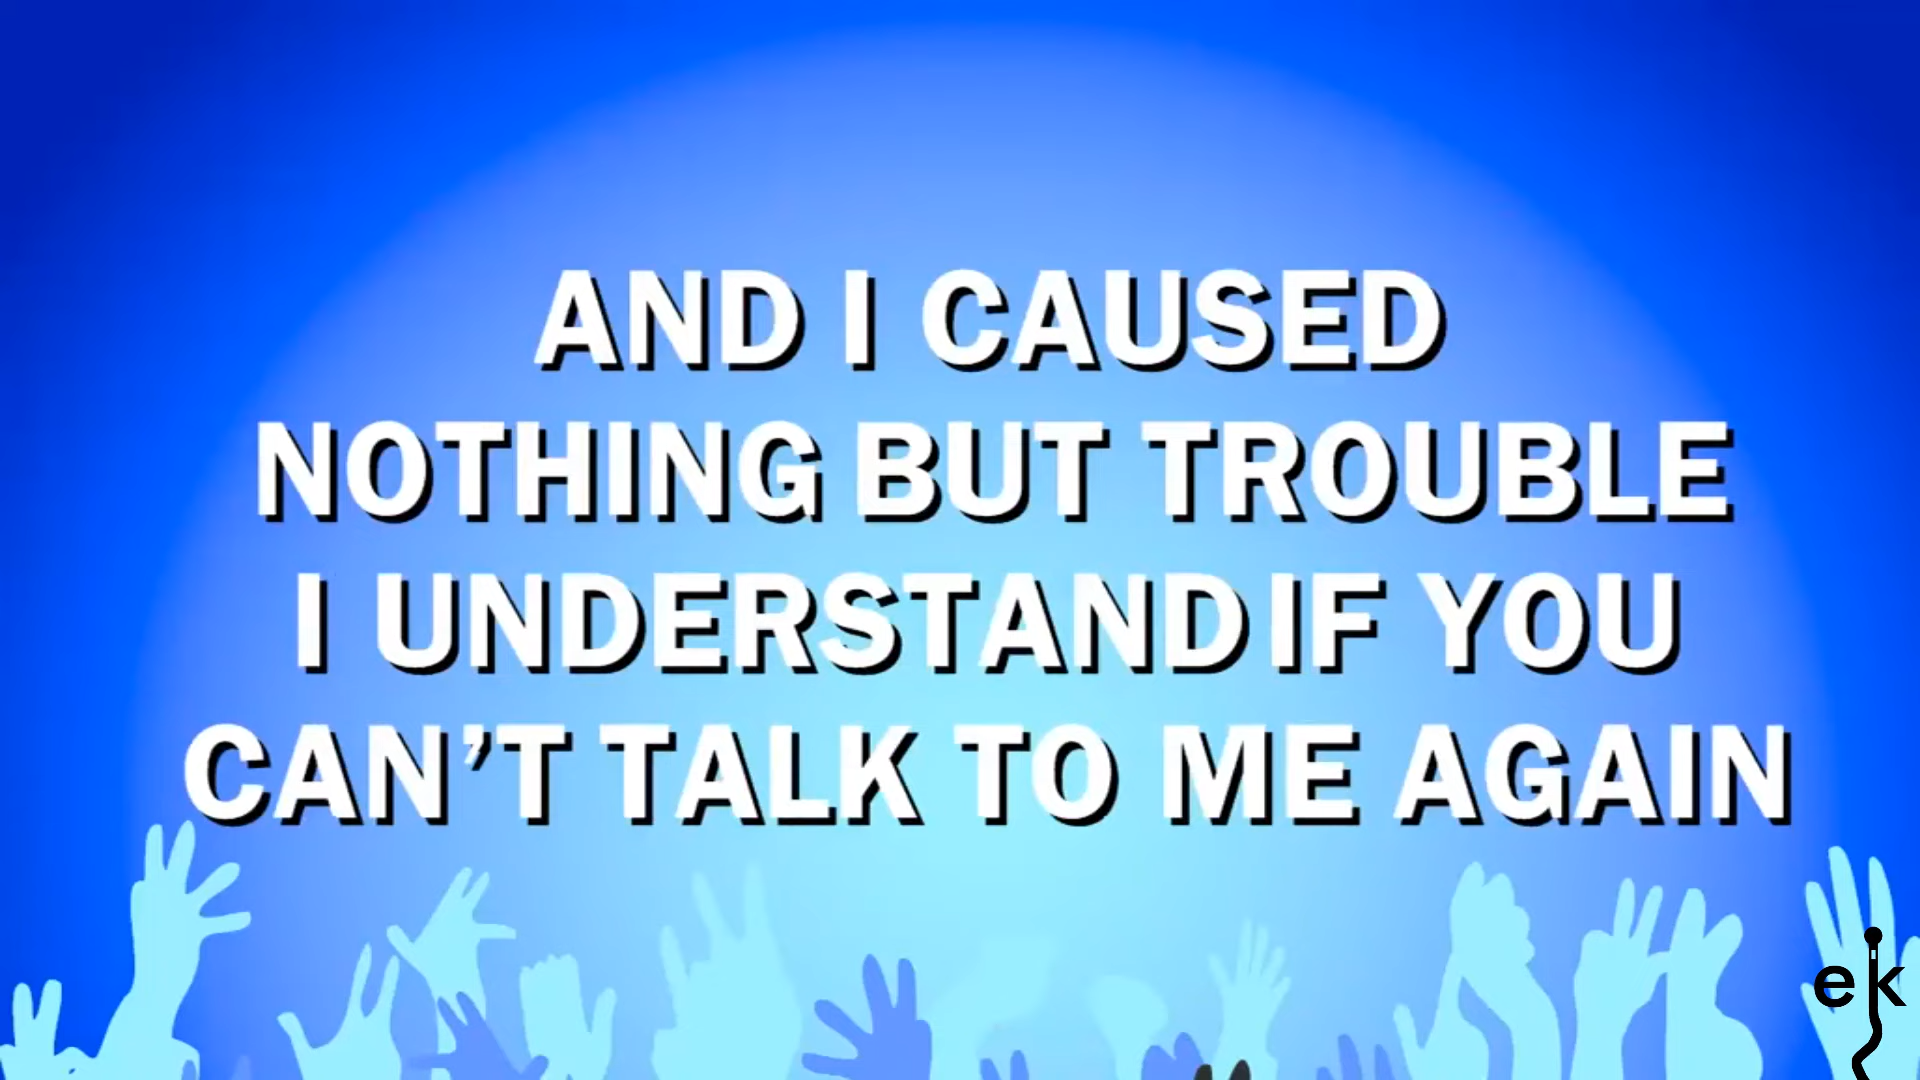 AND I CAUSED
NOTHING BUT TROUBLE
I UNDERSTAND IF YOU
CAN’T TALK TO ME AGAIN
ek